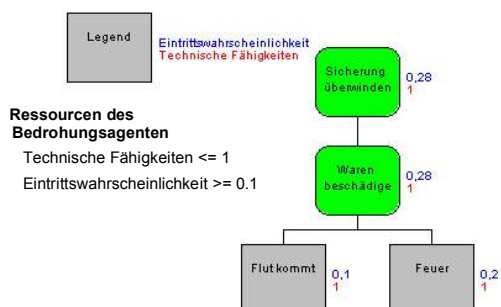 Legend
Eintrittswahrscheinlichkeit
Technische Fähigkeiten
Sicherung
überwinden
0,28
1
Ressourcen des
Bedrohungsagenten
Technische Fähigkeiten <= 1
Eintrittswahrscheinlichkeit >= 0.1
Waren
beschädige
0,28
1
Flut kommt
0,1
1
Feuer
0,2
1